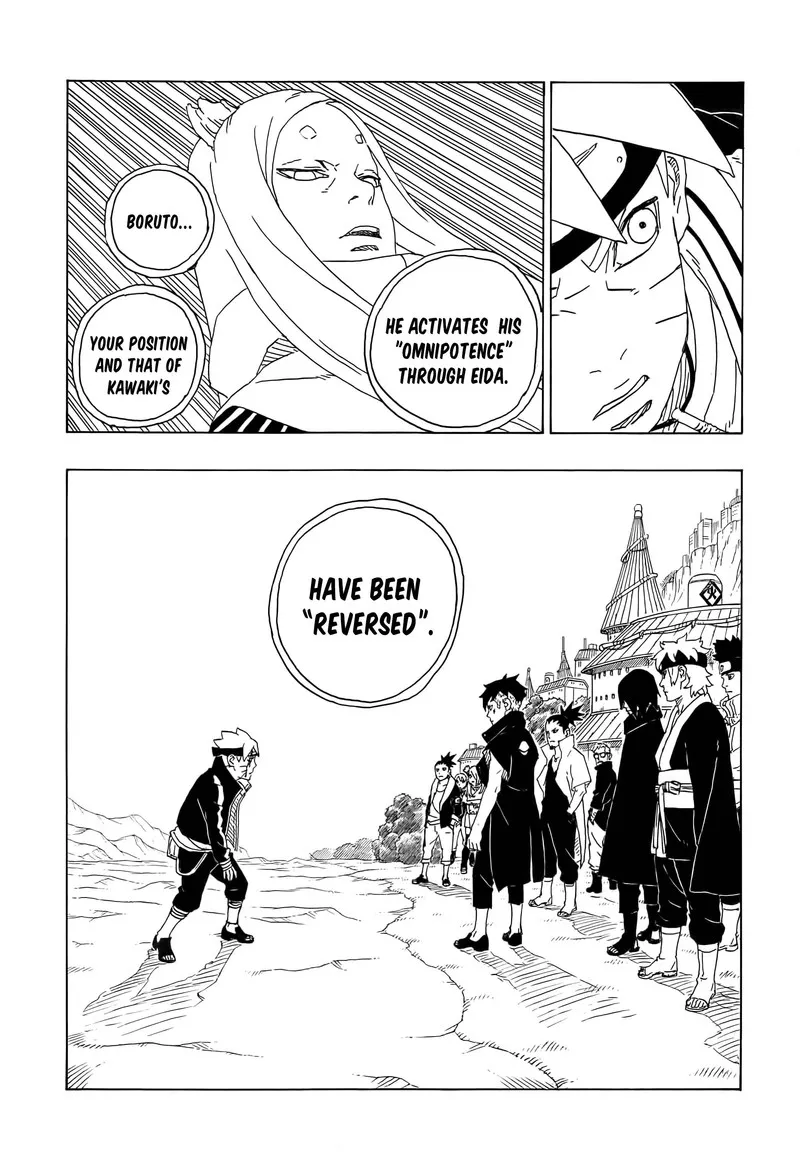 HE ACTIVATES HIS
"OMNIPOTENCE"
THROUGH EIDA.
BORUTO...
YOUR POSITION
AND THAT OF
KAWAKI'S
HAVE BEEN
"REVERSED".